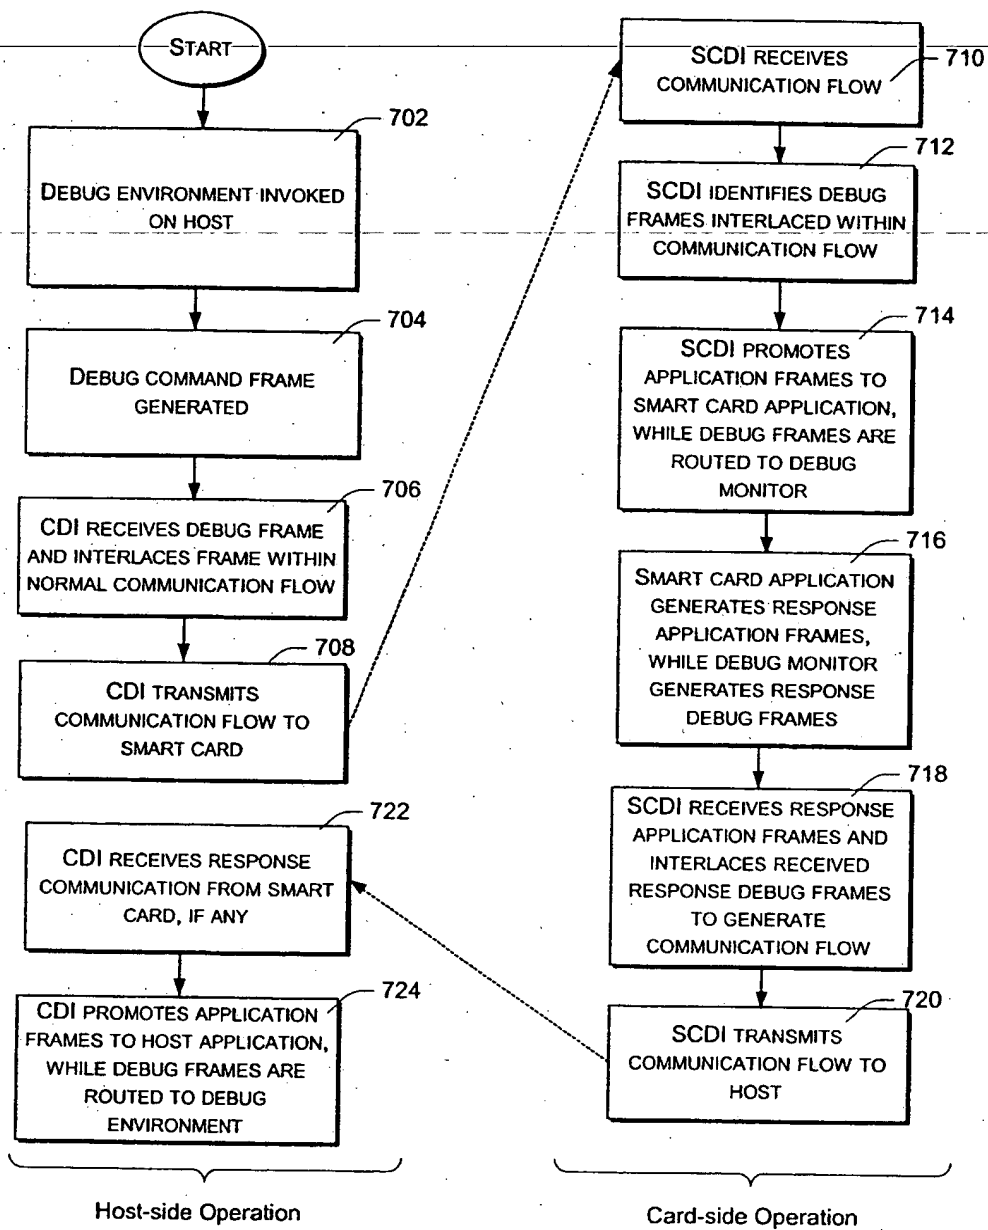 START
702
DEBUG ENVIRONMENT INVOKED
ON HOST
704
DEBUG COMMAND FRAME
GENERATED
706
CDI RECEIVES DEBUG FRAME
AND INTERLACES FRAME WITHIN
NORMAL COMMUNICATION FLOW
708
CDI TRANSMITS
COMMUNICATION FLOW TO
SMART CARD
710
SCDI RECEIVES
COMMUNICATION FLOW
712
SCDI IDENTIFIES DEBUG
FRAMES INTERLACED WITHIN
COMMUNICATION FLOW
714
SCDI PROMOTES
APPLICATION FRAMES TO
SMART CARD APPLICATION,
WHILE DEBUG FRAMES ARE
ROUTED TO DEBUG
MONITOR
716
SMART CARD APPLICATION
GENERATES RESPONSE
APPLICATION FRAMES,
WHILE DEBUG MONITOR
GENERATES RESPONSE
DEBUG FRAMES
718
SCDI RECEIVES RESPONSE
APPLICATION FRAMES AND
INTERLACES RECEIVED
RESPONSE DEBUG FRAMES
TO GENERATE
COMMUNICATION FLOW
720
SCDI TRANSMITS
COMMUNICATION FLOW TO
HOST
722
CDI RECEIVES RESPONSE
COMMUNICATION FROM SMART
CARD, IF ANY
724
CDI PROMOTES APPLICATION
FRAMES TO HOST APPLICATION,
WHILE DEBUG FRAMES ARE
ROUTED TO DEBUG
ENVIRONMENT
Host-side Operation
Card-side Operation